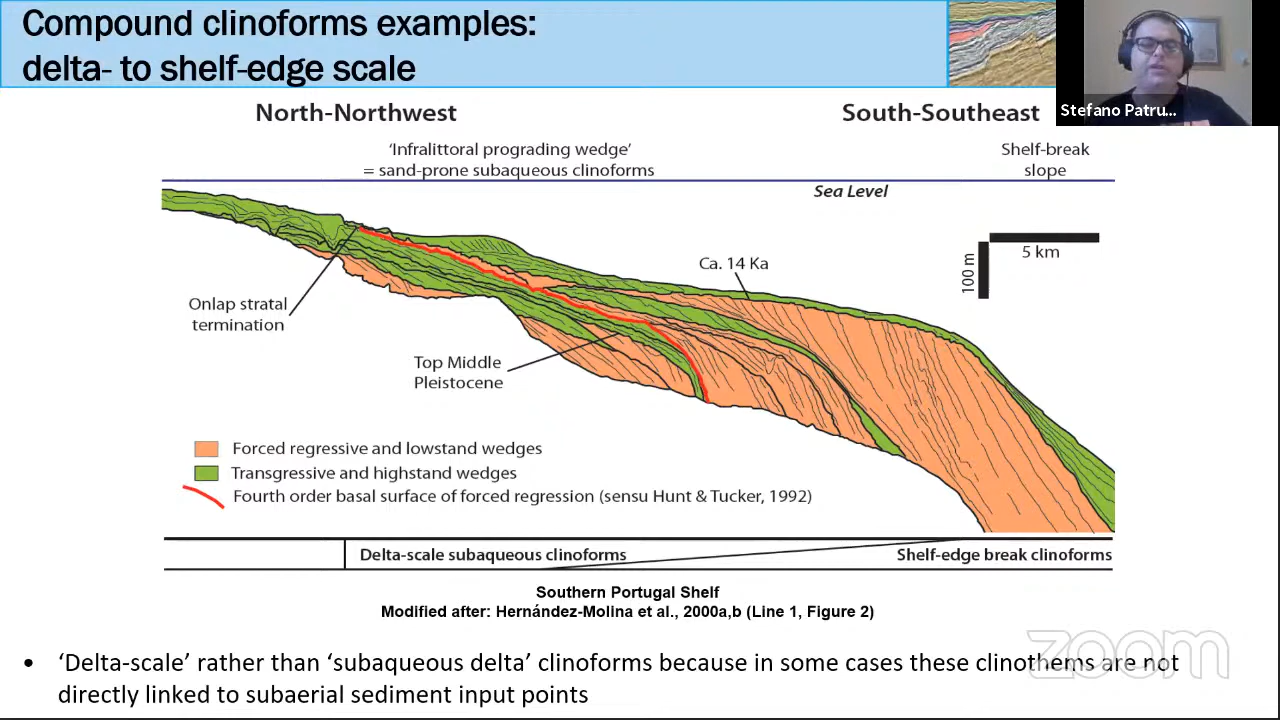 Compound clinoforms examples:
delta- to shelf-edge scale
Stefano Patru...
North-Northwest
South-Southeast
‘Infralittoral prograding wedge’
= sand-prone subaqueous clinoforms
Shelf-break
slope
Sea Level
5 km
100 m
Ca. 14 Ka
Onlap stratal
termination
Top Middle
Pleistocene
Forced regressive and lowstand wedges
Transgressive and highstand wedges
Fourth order basal surface of forced regression (sensu Hunt & Tucker, 1992)
Delta-scale subaqueous clinoforms
Shelf-edge break clinoforms
Southern Portugal Shelf
Modified after: Hernández-Molina et al., 2000a,b (Line 1, Figure 2)
zoom
• ‘Delta-scale’ rather than ‘subaqueous delta’ clinoforms because in some cases these clinothems are not
directly linked to subaerial sediment input points